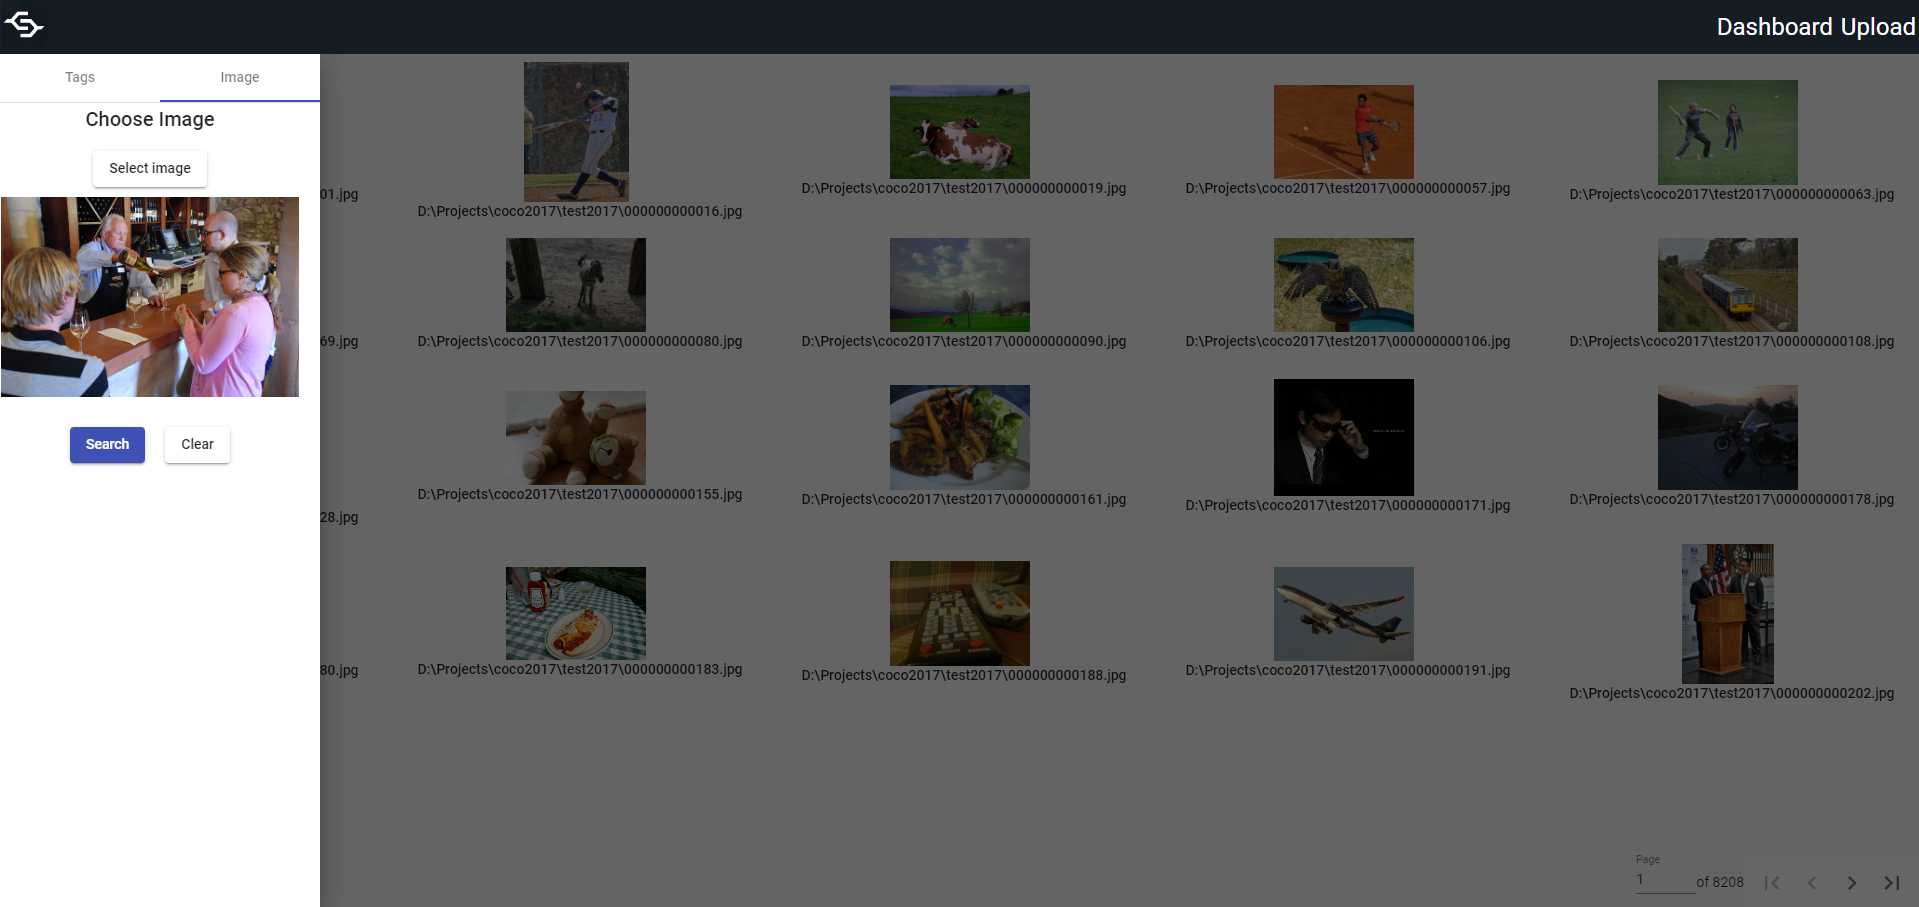 Dashboard Upload
Tags Image
Choose Image
Select image
Search Clear
01.jpg
D:\Projects\coco2017\test2017\000000000016.jpg
D:\Projects\coco2017\test2017\000000000019.jpg
D:\Projects\coco2017\test2017\000000000057.jpg
D:\Projects\coco2017\test2017\000000000063.jpg
69.jpg
D:\Projects\coco2017\test2017\000000000080.jpg
D:\Projects\coco2017\test2017\000000000090.jpg
D:\Projects\coco2017\test2017\000000000106.jpg
D:\Projects\coco2017\test2017\000000000108.jpg
28.jpg
D:\Projects\coco2017\test2017\000000000155.jpg
D:\Projects\coco2017\test2017\000000000161.jpg
D:\Projects\coco2017\test2017\000000000171.jpg
D:\Projects\coco2017\test2017\000000000178.jpg
80.jpg
D:\Projects\coco2017\test2017\000000000183.jpg
D:\Projects\coco2017\test2017\000000000188.jpg
D:\Projects\coco2017\test2017\000000000191.jpg
D:\Projects\coco2017\test2017\000000000202.jpg
Page
1 of 8208